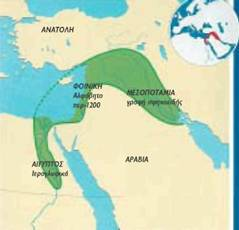 ΑΝΑΤΟΛΗ
ΦΟΙΝΙΚΗ
Αλφάβητο
περ.1200
ΜΕΣΟΠΟΤΑΜΙΑ
γραφή σφηνοειδής
ΑΙΓΥΠΤΟΣ
Ιερογλυφικά
ΑΡΑΒΙΑ